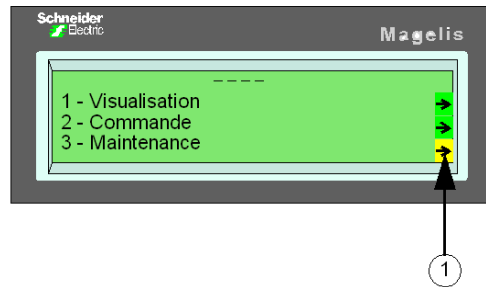 Schneider
Electric
Magelis
----
1 - Visualisation
2 - Commande
3 - Maintenance
1